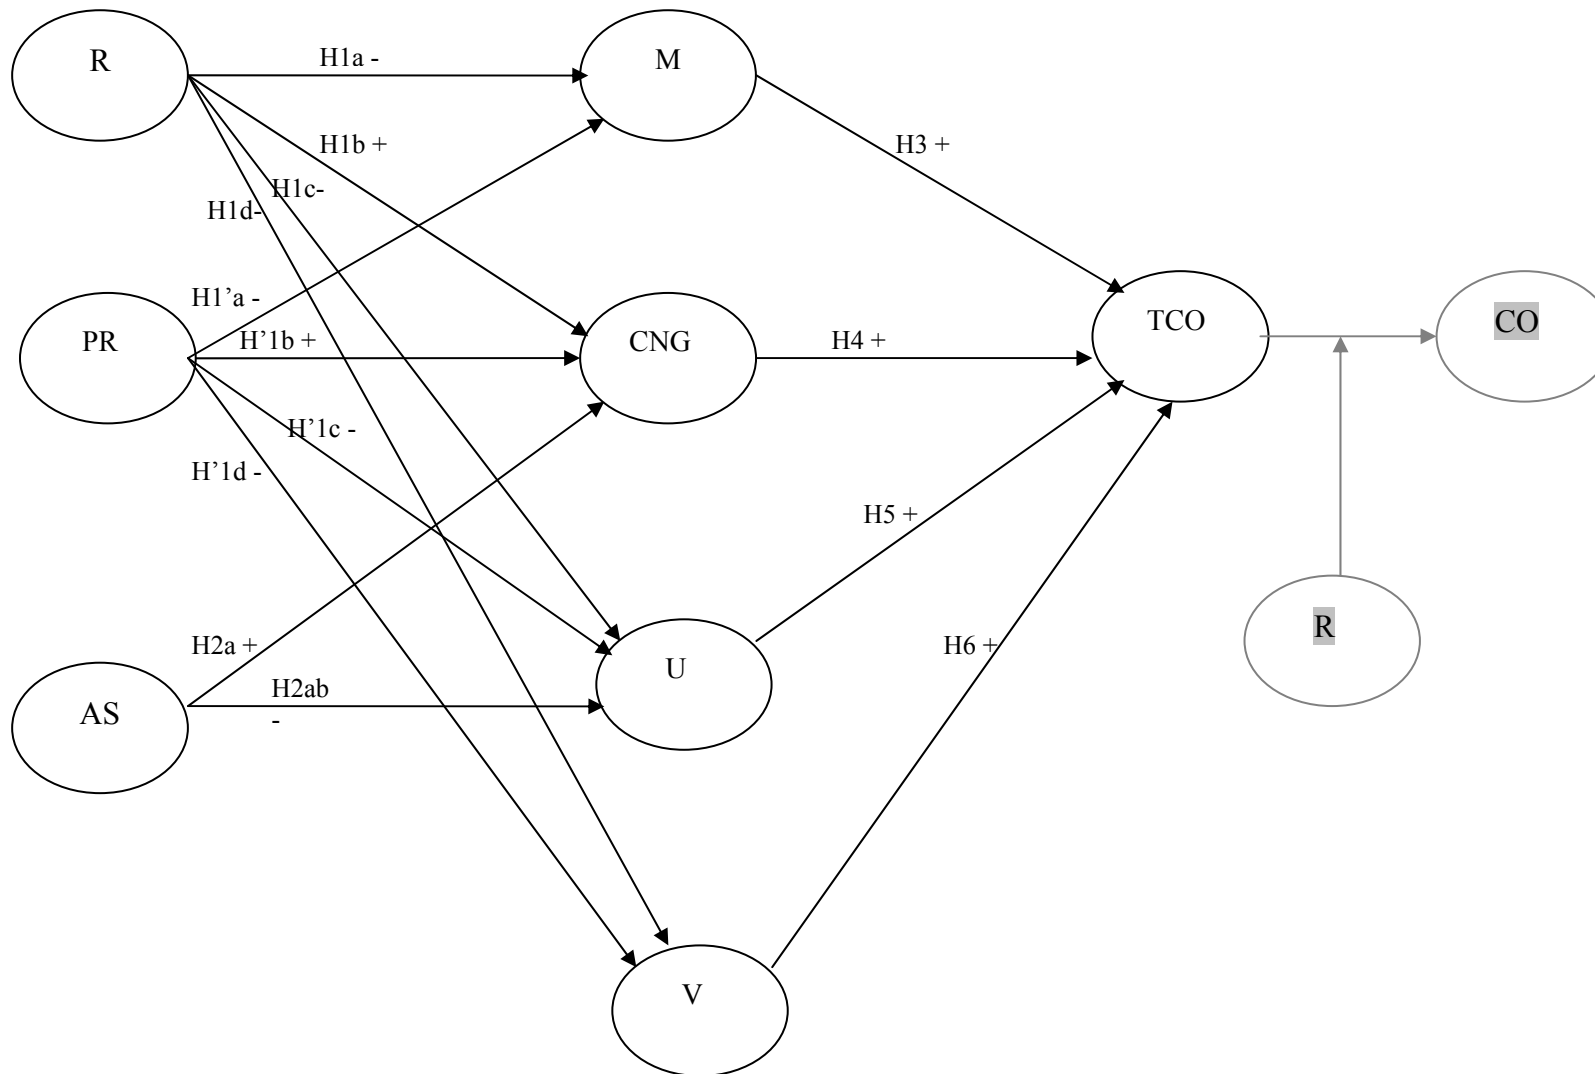 R
H1a -
M
H1b +
H3 +
H1c-
H1d-
H1’a -
PR
H’1b +
CNG
H4 +
TCO
CO
H’1c -
H’1d -
H5 +
R
H2a +
H6 +
AS
H2ab
-
U
V